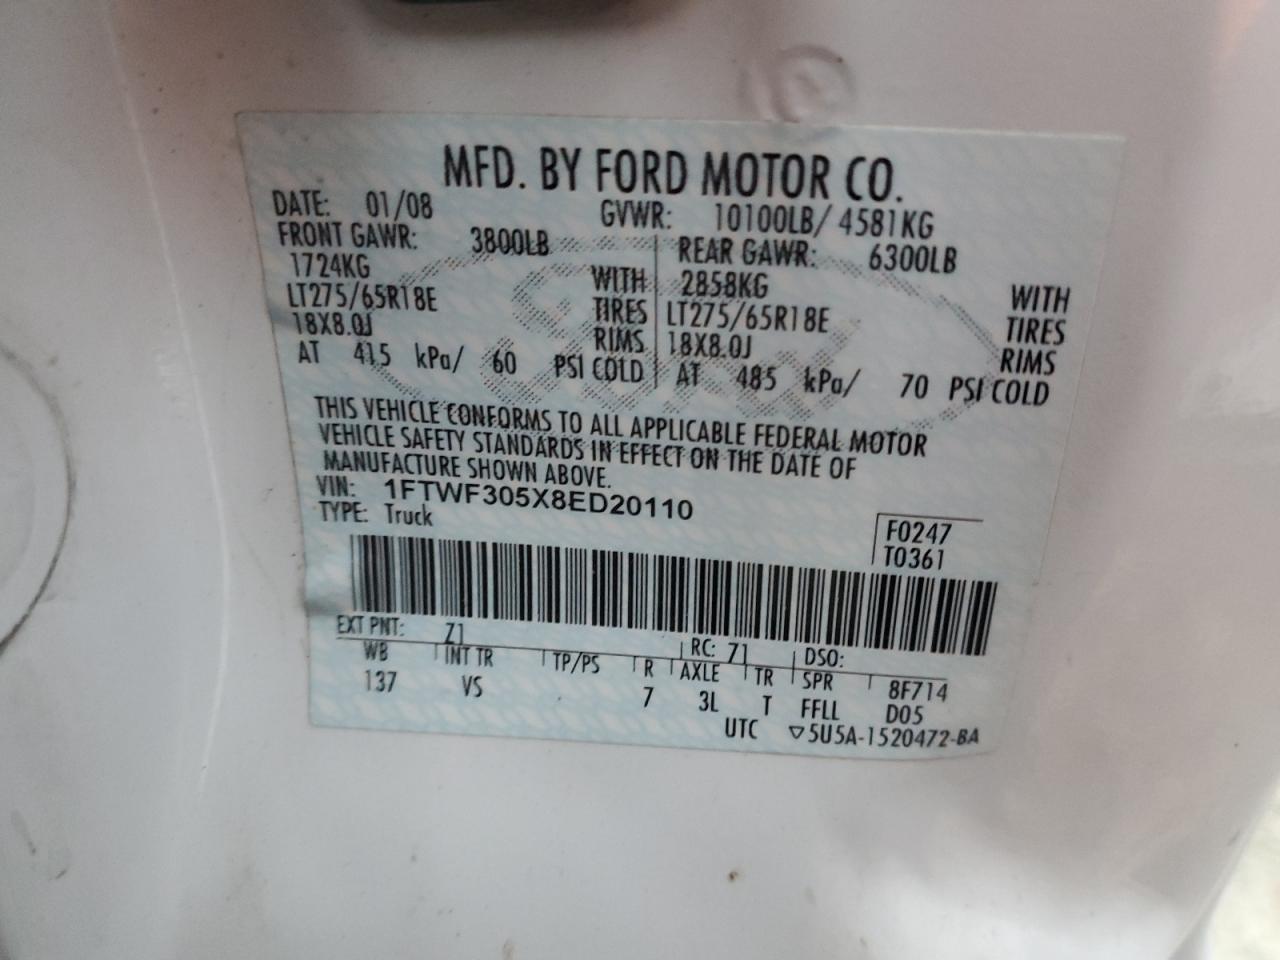 MFD. BY FORD MOTOR CO.
DATE: 01/08 GVWR: 10100LB/ 4581KG
FRONT GAWR: 3800LB REAR GAWR: 6300LB
1724KG WITH 2858KG WITH
LT275/65R18E TIRES LT275/65R18E TIRES
18X8.0J RIMS 18X8.0J RIMS
AT 415 kPa/ 60 PSI COLD AT 485 kPa/ 70 PSI COLD
THIS VEHICLE CONFORMS TO ALL APPLICABLE FEDERAL MOTOR
VEHICLE SAFETY STANDARDS IN EFFECT ON THE DATE OF
MANUFACTURE SHOWN ABOVE.
VIN: 1FTWF305X8ED20110
TYPE: Truck F0247
T0361
EXT PNT: Z1 RC: 71 DSO:
WB INT TR TP/PS R AXLE TR SPR 8F714
137 VS 7 3L T FFLL D05
UTC ▽5U5A-1520472-BA